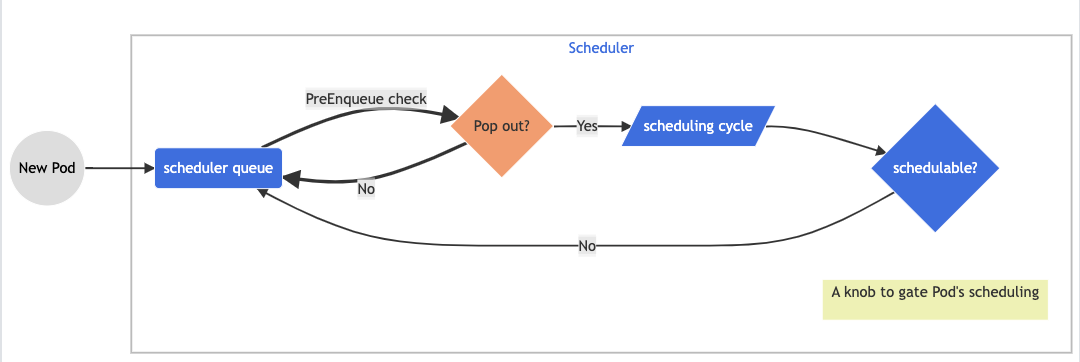 Scheduler
PreEnqueue check
Pop out?
Yes
scheduling cycle
New Pod
scheduler queue
schedulable?
No
No
A knob to gate Pod's scheduling